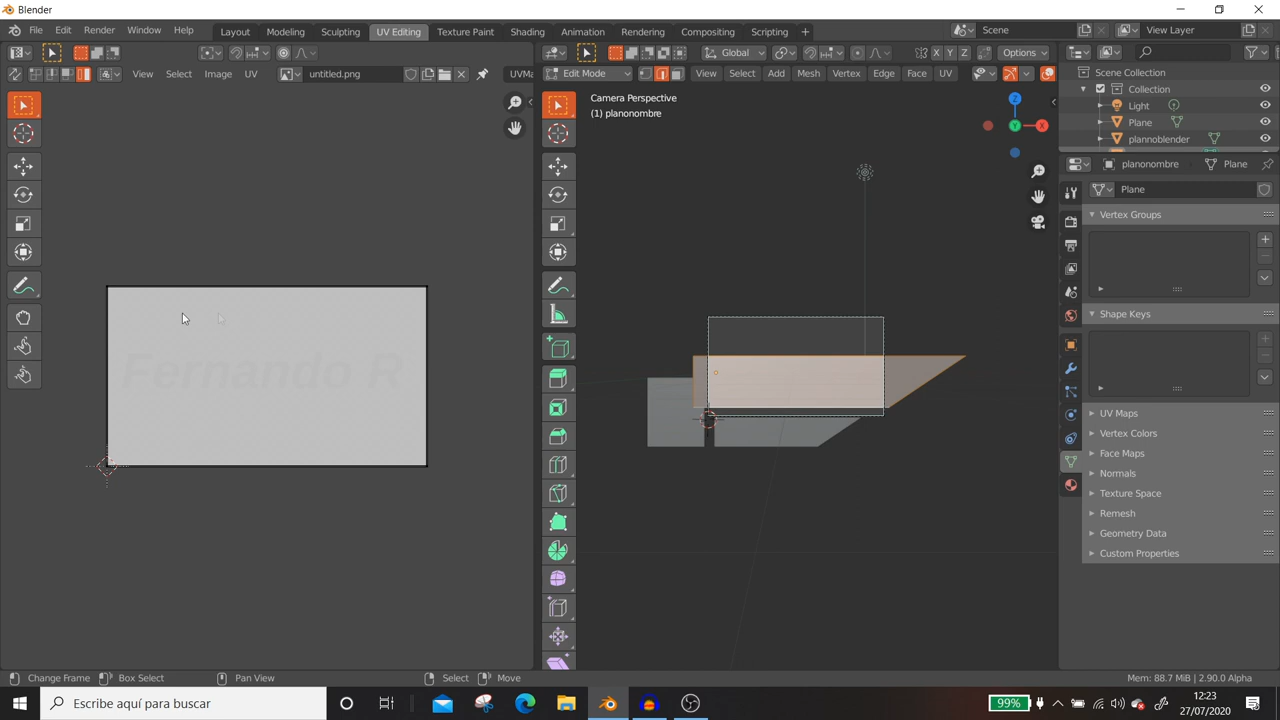 Blender
File Edit Render Window Help
Layout Modeling Sculpting UV Editing Texture Paint Shading Animation Rendering Compositing Scripting +
Scene
View Layer
Global
Options
View Select Image UV
untitled.png
UVMa
Edit Mode
View Select Add Mesh Vertex Edge Face UV
Camera Perspective
(1) planonombre
Z
X
Y
Fernando R
Scene Collection
Collection
Light
Plane
plannoblender
planonombre
Plane
Plane
Vertex Groups
Shape Keys
UV Maps
Vertex Colors
Face Maps
Normals
Texture Space
Remesh
Geometry Data
Custom Properties
Change Frame Box Select Pan View Select Move Mem: 88.7 MiB | 2.90.0 Alpha
Escribe aquí para buscar
99%
12:23
27/07/2020